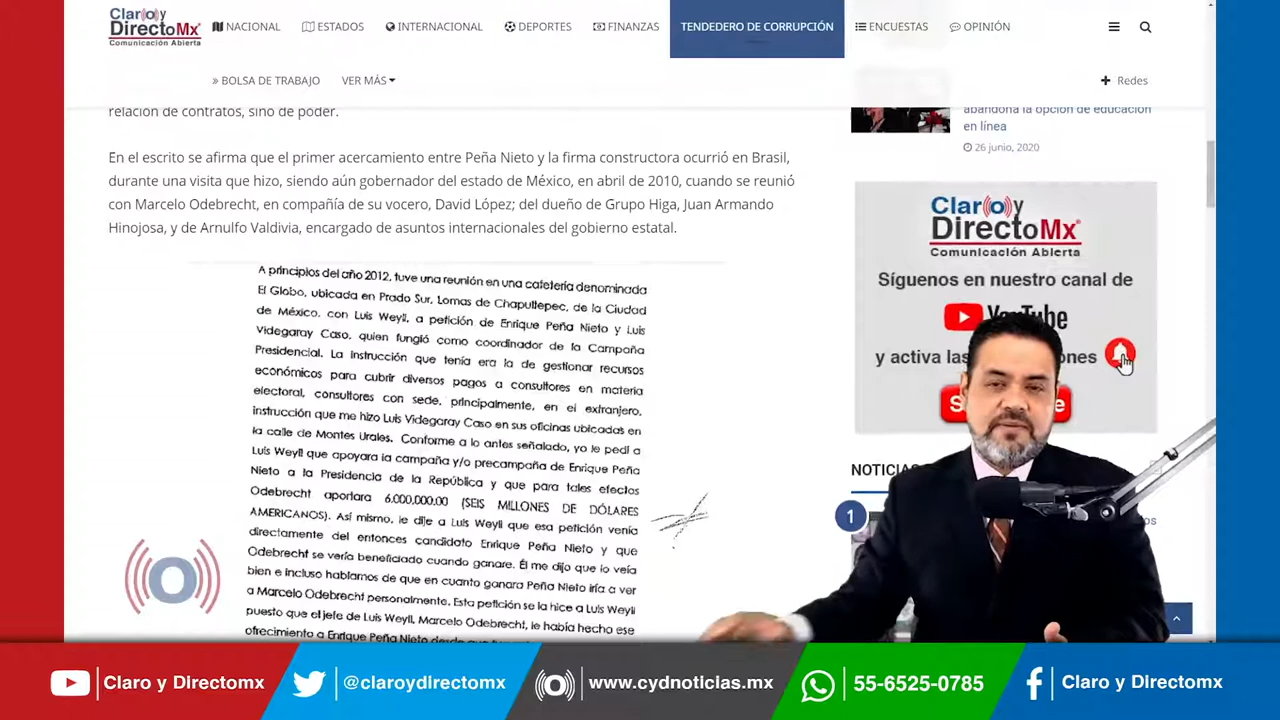 Claro y
DirectoMx
Comunicación Abierta
NACIONAL
ESTADOS
INTERNACIONAL
DEPORTES
FINANZAS
TENDEDERO DE CORRUPCIÓN
ENCUESTAS
OPINIÓN
» BOLSA DE TRABAJO
VER MÁS
+ Redes
relación de contratos, sino de poder.
En el escrito se afirma que el primer acercamiento entre Peña Nieto y la firma constructora ocurrió en Brasil,
durante una visita que hizo, siendo aún gobernador del estado de México, en abril de 2010, cuando se reunió
con Marcelo Odebrecht, en compañía de su vocero, David López; del dueño de Grupo Higa, Juan Armando
Hinojosa, y de Arnulfo Valdivia, encargado de asuntos internacionales del gobierno estatal.
A principios del año 2012, tuve una reunión en una cafetería denominada
El Globo, ubicada en Prado Sur, Lomas de Chapultepec, de la Ciudad
de México, con Luis Weyll, a petición de Enrique Peña Nieto y Luis
Videgaray Caso, quien fungió como coordinador de la Campaña
Presidencial. La instrucción que tenía era la de gestionar recursos
económicos para cubrir diversos pagos a consultores en materia
electoral, consultores con sede, principalmente, en el extranjero,
instrucción que me hizo Luis Videgaray Caso en sus oficinas ubicadas en
la calle de Montes Urales. Conforme a lo antes señalado, yo le pedí a
Luis Weyll que apoyara la campaña y/o precampaña de Enrique Peña
Nieto a la Presidencia de la República y que para tales efectos
Odebrecht aportara 6.000,000.00 (SEIS MILLONES DE DÓLARES
AMERICANOS). Así mismo, le dije a Luis Weyll que esa petición venía
directamente del entonces candidato Enrique Peña Nieto y que
Odebrecht se vería beneficiado cuando ganare. Él me dijo que lo veía
bien e incluso hablamos de que en cuanto ganara Peña Nieto iría a ver
a Marcelo Odebrecht personalmente. Esta petición se la hice a Luis Weyll
puesto que el jefe de Luis Weyll, Marcelo Odebrecht, le había hecho ese
ofrecimiento a Enrique Peña Nieto desde que
abandona la opción de educación
en línea
26 junio, 2020
Claro y
DirectoMx
Comunicación Abierta
Síguenos en nuestro canal de
YouTube
y activa las
NOTICIAS
1
Claro y Directomx
@claroydirectomx
www.cydnoticias.mx
55-6525-0785
Claro y Directomx